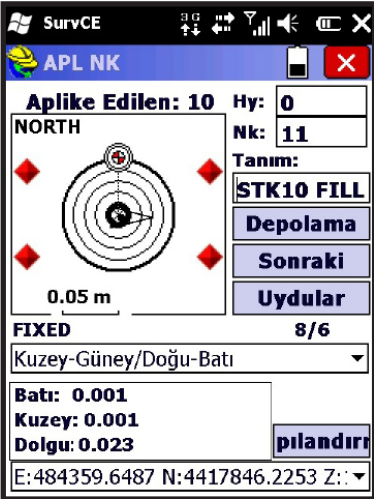 SurvCE
3G
APL NK
Aplike Edilen: 10
Hy: 0
NORTH
Nk: 11
Tanım:
STK10 FILL
Depolama
Sonraki
0.05 m
Uydular
FIXED
8/6
Kuzey-Güney/Doğu-Batı
Batı: 0.001
Kuzey: 0.001
Dolgu: 0.023
pılandırı
E:484359.6487 N:4417846.2253 Z: